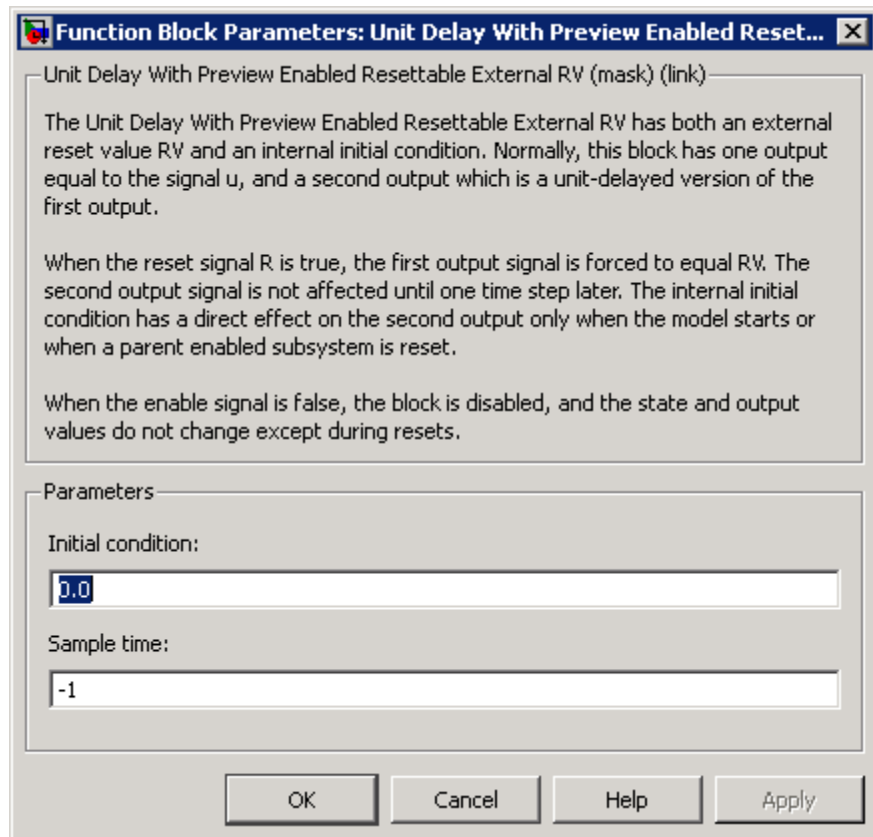 Function Block Parameters: Unit Delay With Preview Enabled Reset...
Unit Delay With Preview Enabled Resettable External RV (mask) (link)
The Unit Delay With Preview Enabled Resettable External RV has both an external
reset value RV and an internal initial condition. Normally, this block has one output
equal to the signal u, and a second output which is a unit-delayed version of the
first output.
When the reset signal R is true, the first output signal is forced to equal RV. The
second output signal is not affected until one time step later. The internal initial
condition has a direct effect on the second output only when the model starts or
when a parent enabled subsystem is reset.
When the enable signal is false, the block is disabled, and the state and output
values do not change except during resets.
Parameters
Initial condition:
0.0
Sample time:
-1
OK Cancel Help Apply